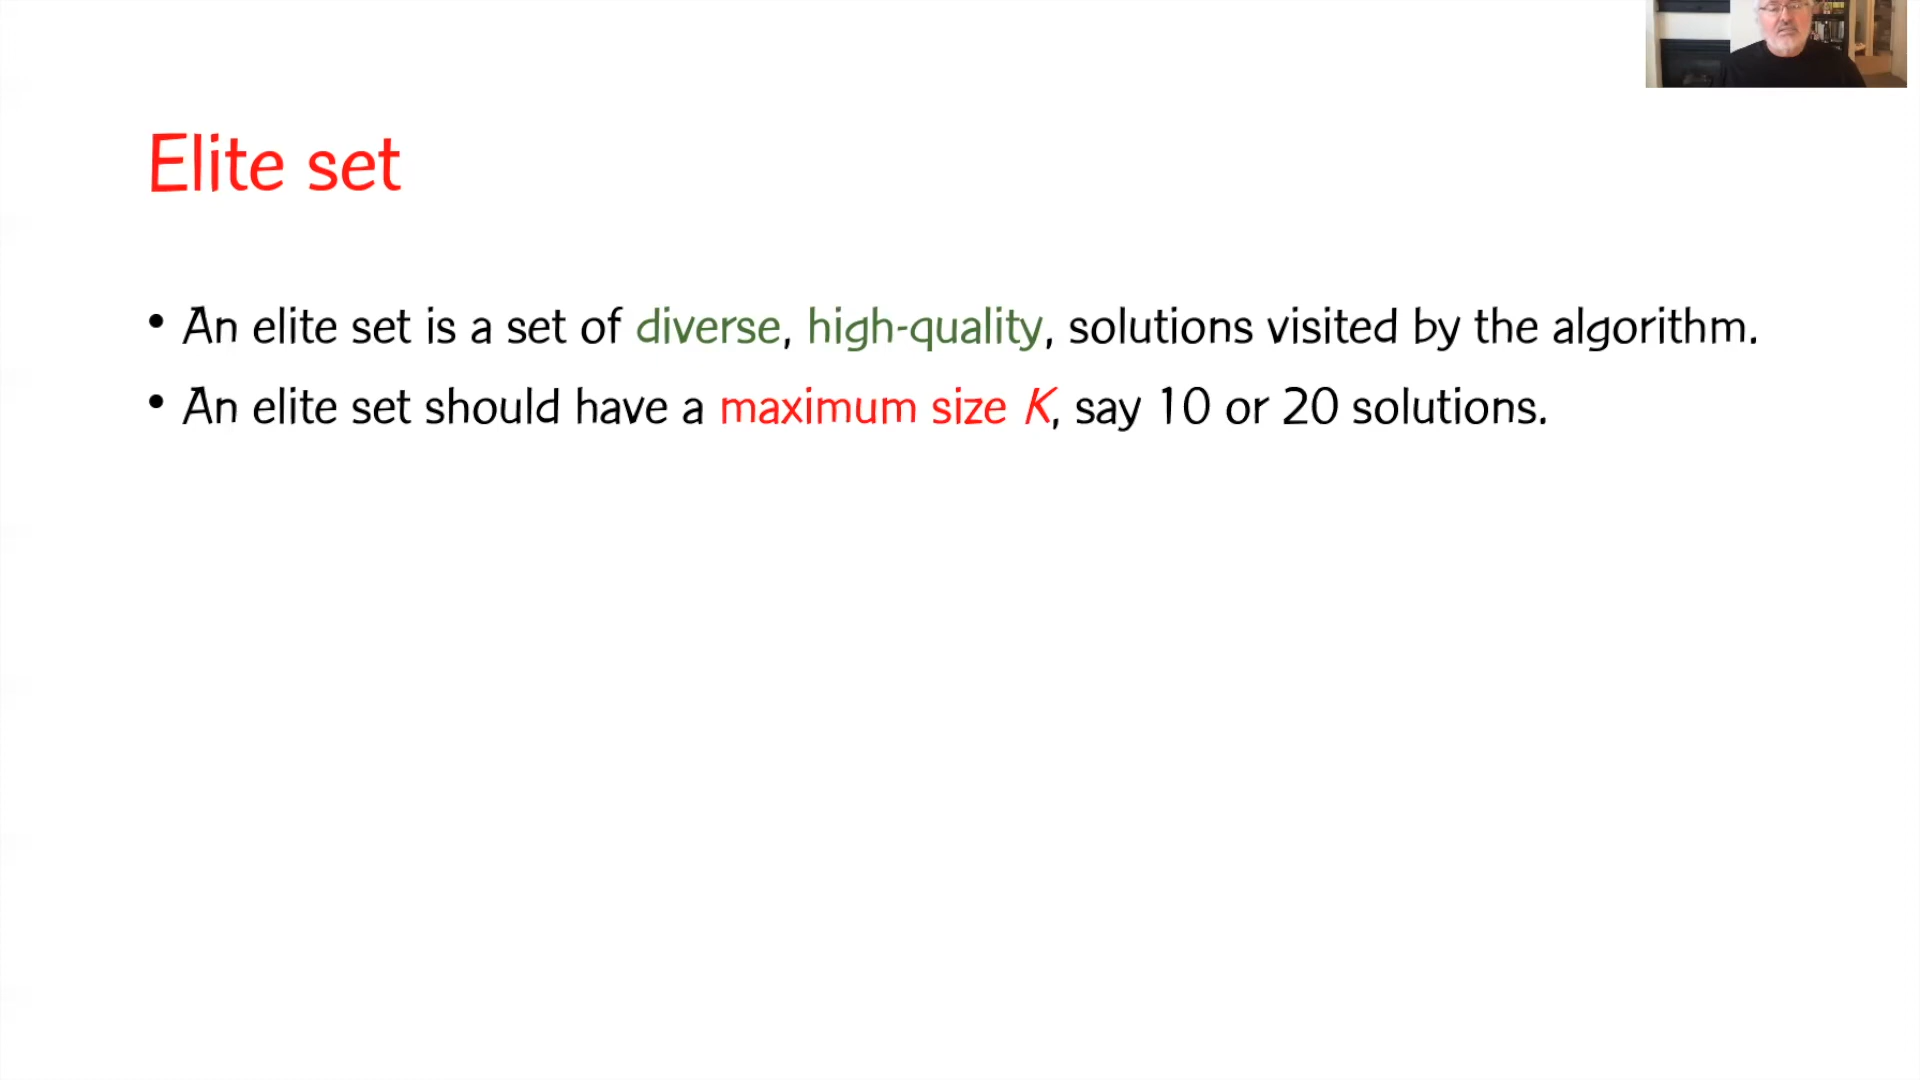 Elite set
• An elite set is a set of diverse, high-quality, solutions visited by the algorithm.
• An elite set should have a maximum size K, say 10 or 20 solutions.